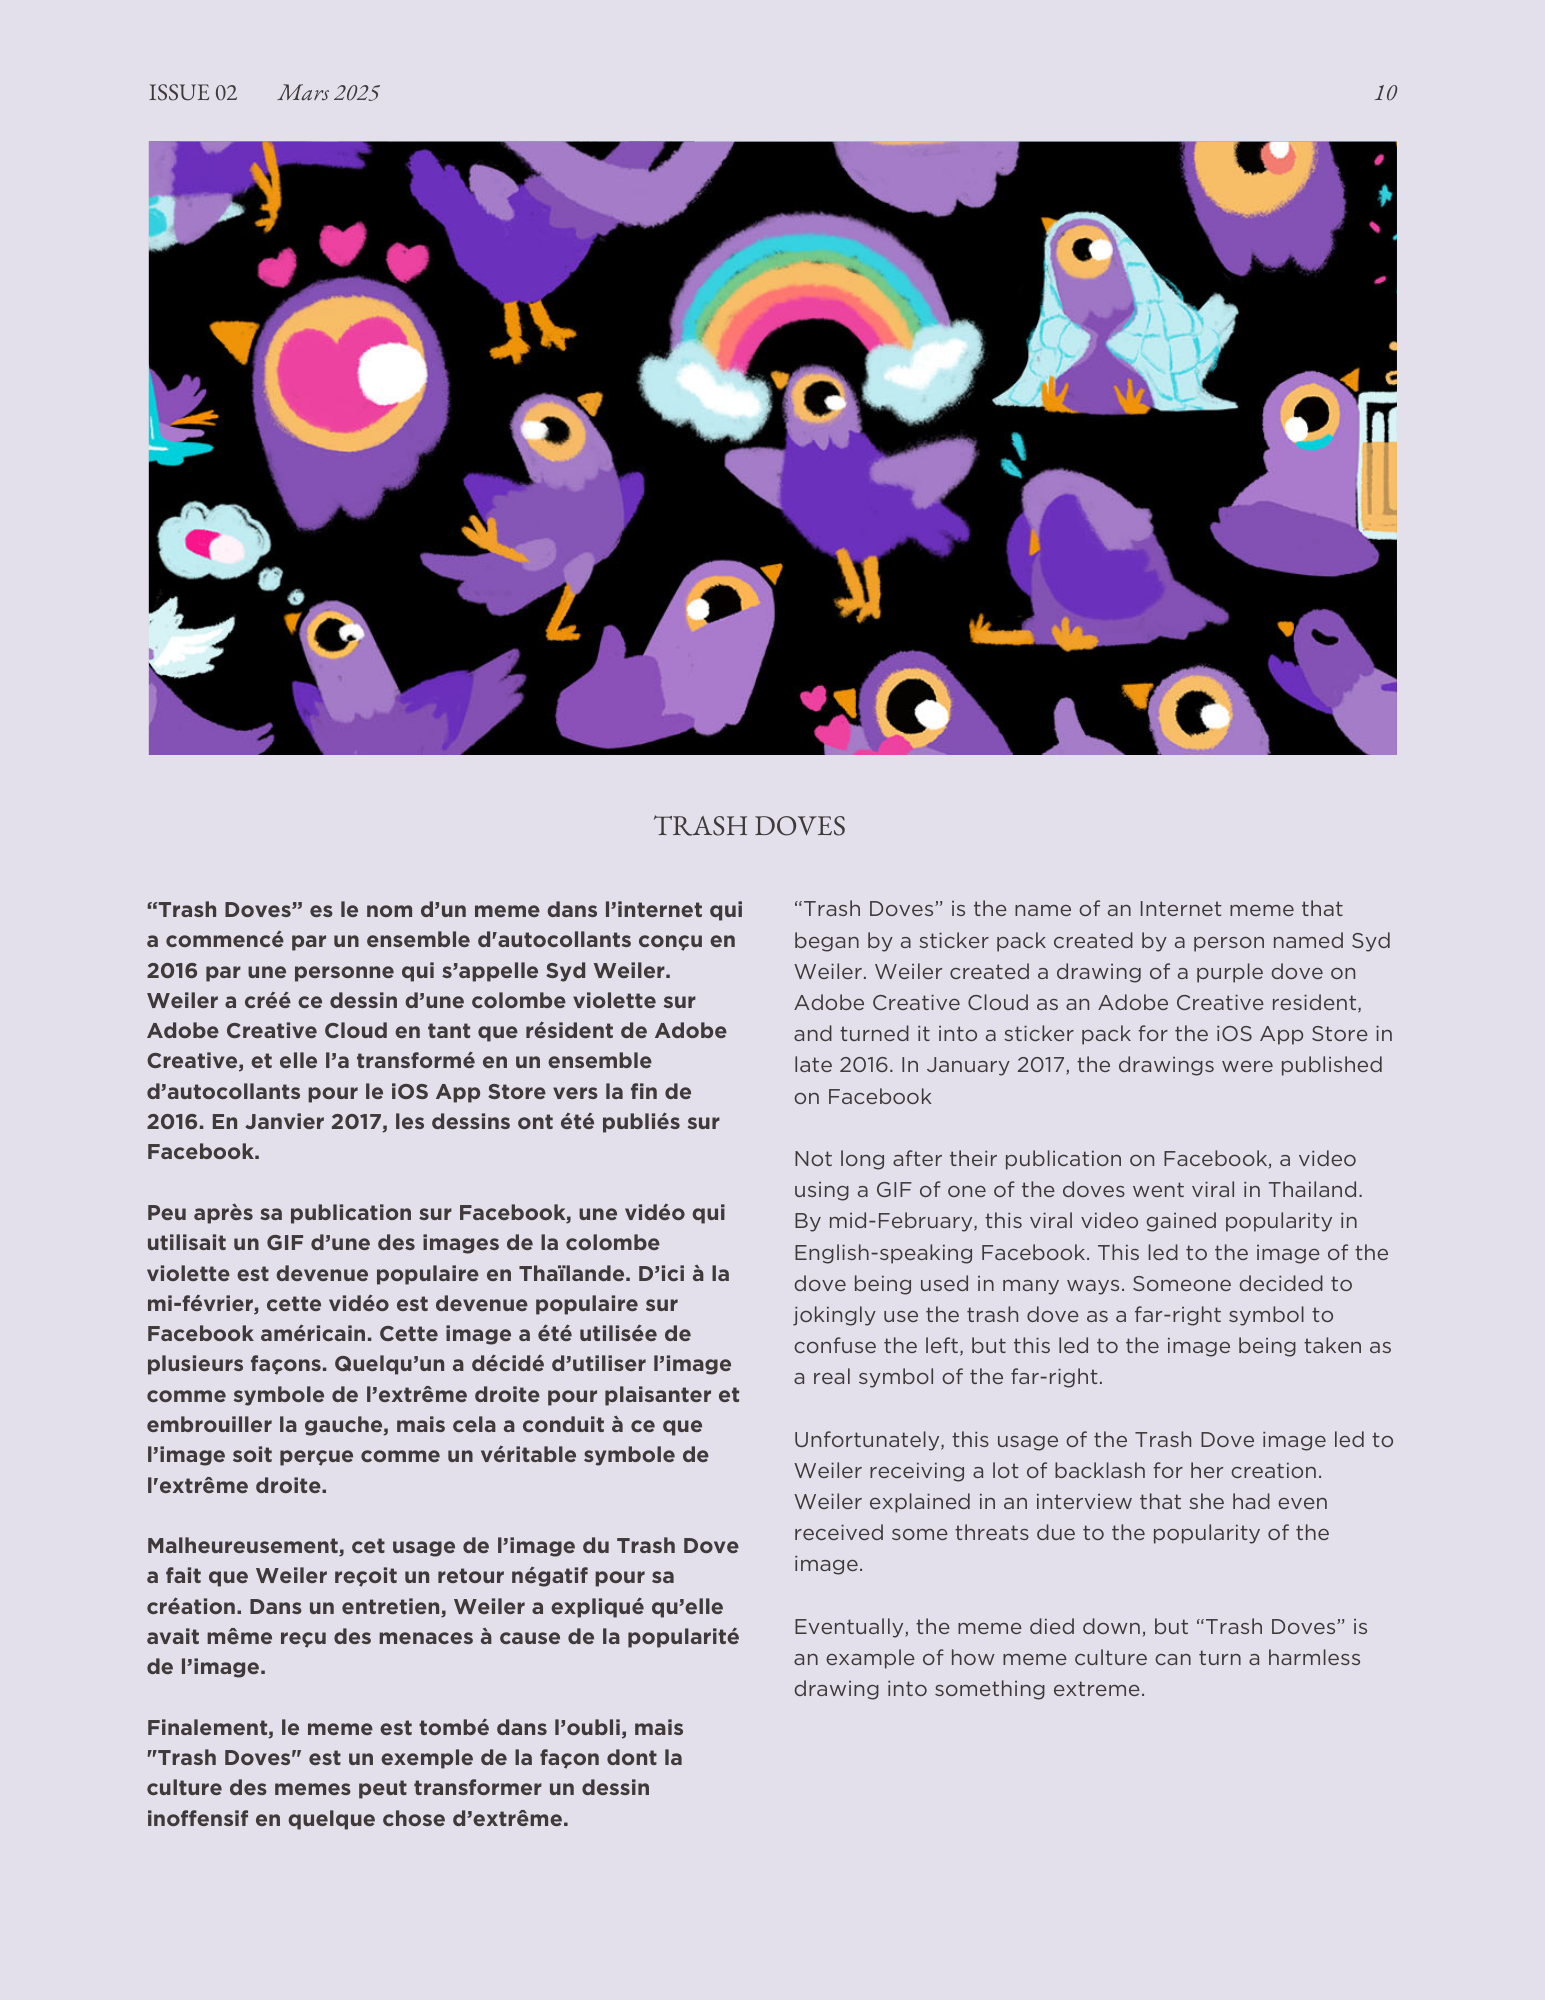 ISSUE 02 Mars 2025 10
TRASH DOVES
“Trash Doves” es le nom d’un meme dans l’internet qui
a commencé par un ensemble d'autocollants conçu en
2016 par une personne qui s’appelle Syd Weiler.
Weiler a créé ce dessin d’une colombe violette sur
Adobe Creative Cloud en tant que résident de Adobe
Creative, et elle l’a transformé en un ensemble
d’autocollants pour le iOS App Store vers la fin de
2016. En Janvier 2017, les dessins ont été publiés sur
Facebook.
Peu après sa publication sur Facebook, une vidéo qui
utilisait un GIF d’une des images de la colombe
violette est devenue populaire en Thaïlande. D’ici à la
mi-février, cette vidéo est devenue populaire sur
Facebook américain. Cette image a été utilisée de
plusieurs façons. Quelqu’un a décidé d’utiliser l’image
comme symbole de l’extrême droite pour plaisanter et
embrouiller la gauche, mais cela a conduit à ce que
l’image soit perçue comme un véritable symbole de
l'extrême droite.
Malheureusement, cet usage de l’image du Trash Dove
a fait que Weiler reçoit un retour négatif pour sa
création. Dans un entretien, Weiler a expliqué qu’elle
avait même reçu des menaces à cause de la popularité
de l’image.
Finalement, le meme est tombé dans l’oubli, mais
"Trash Doves" est un exemple de la façon dont la
culture des memes peut transformer un dessin
inoffensif en quelque chose d’extrême.
“Trash Doves” is the name of an Internet meme that
began by a sticker pack created by a person named Syd
Weiler. Weiler created a drawing of a purple dove on
Adobe Creative Cloud as an Adobe Creative resident,
and turned it into a sticker pack for the iOS App Store in
late 2016. In January 2017, the drawings were published
on Facebook
Not long after their publication on Facebook, a video
using a GIF of one of the doves went viral in Thailand.
By mid-February, this viral video gained popularity in
English-speaking Facebook. This led to the image of the
dove being used in many ways. Someone decided to
jokingly use the trash dove as a far-right symbol to
confuse the left, but this led to the image being taken as
a real symbol of the far-right.
Unfortunately, this usage of the Trash Dove image led to
Weiler receiving a lot of backlash for her creation.
Weiler explained in an interview that she had even
received some threats due to the popularity of the
image.
Eventually, the meme died down, but “Trash Doves” is
an example of how meme culture can turn a harmless
drawing into something extreme.